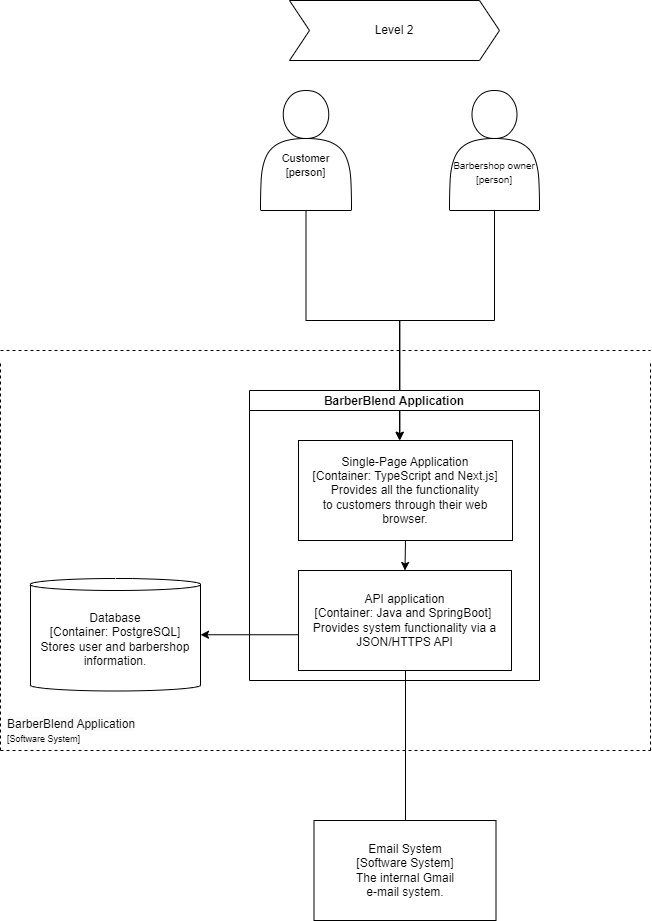 Level 2
Customer
[person]
Barbershop owner
[person]
BarberBlend Application
Single-Page Application
[Container: TypeScript and Next.js]
Provides all the functionality
to customers through their web
browser.
API application
[Container: Java and SpringBoot]
Provides system functionality via a
JSON/HTTPS API
Database
[Container: PostgreSQL]
Stores user and barbershop
information.
BarberBlend Application
[Software System]
Email System
[Software System]
The internal Gmail
e-mail system.